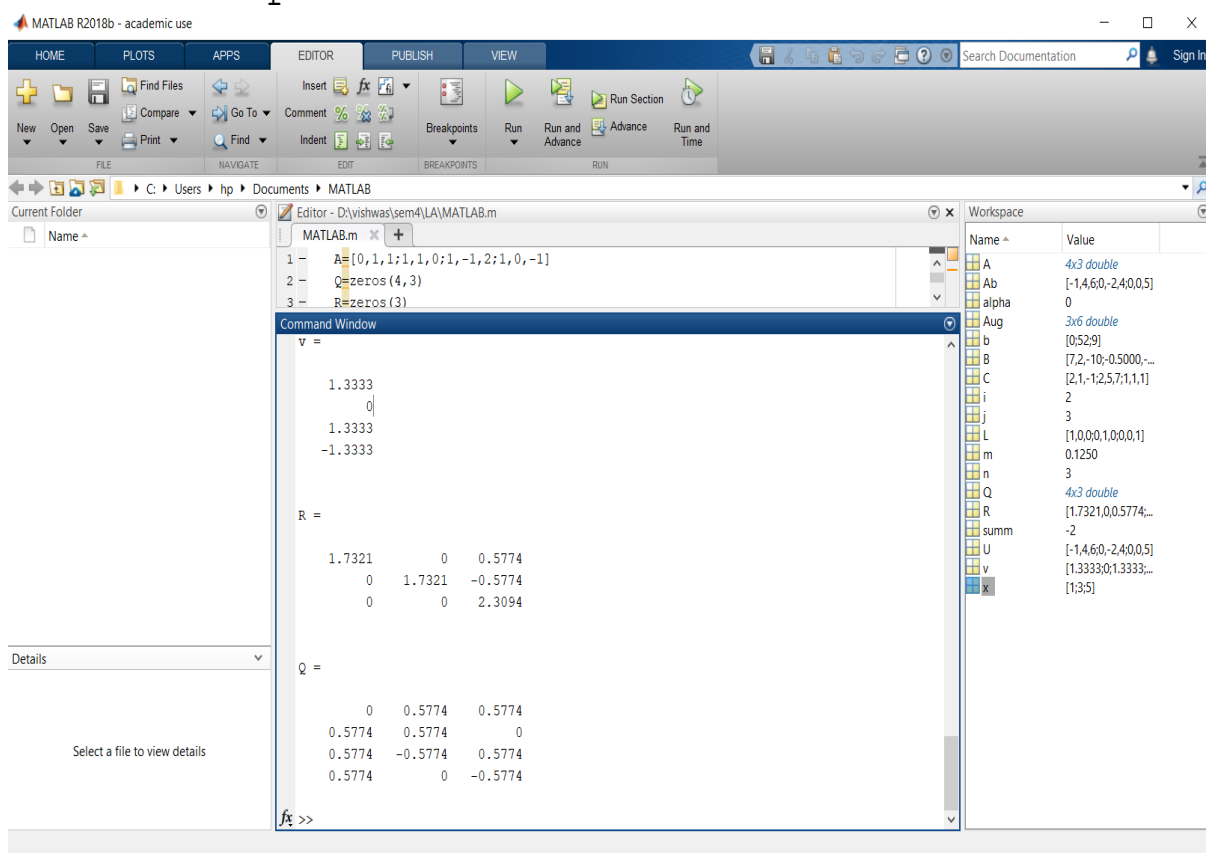 MATLAB R2018b - academic use
HOME PLOTS APPS EDITOR PUBLISH VIEW Search Documentation Sign In
New Open Save Find Files Compare Print
FILE
Go To Find
NAVIGATE
Insert fx
Comment %
Indent
EDIT
Breakpoints
BREAKPOINTS
Run Run and Advance Run Section Advance Run and Time
RUN
C: Users hp Documents MATLAB
Current Folder
Name
Details
Select a file to view details
Editor - D:\vishwas\sem4\LA\MATLAB.m
MATLAB.m
1 - A=[0,1,1;1,1,0;1,-1,2;1,0,-1]
2 - Q=zeros(4,3)
3 - R=zeros(3)
Command Window
v =
1.3333
0
1.3333
-1.3333
R =
1.7321 0 0.5774
0 1.7321 -0.5774
0 0 2.3094
Q =
0 0.5774 0.5774
0.5774 0.5774 0
0.5774 -0.5774 0.5774
0.5774 0 -0.5774
fx >>
Workspace
Name Value
A 4x3 double
Ab [-1,4,6;0,-2,4;0,0,5]
alpha 0
Aug 3x6 double
b [0;52;9]
B [7,2,-10;-0.5000,-...
C [2,1,-1;2,5,7;1,1,1]
i 2
j 3
L [1,0,0;0,1,0;0,0,1]
m 0.1250
n 3
Q 4x3 double
R [1.7321,0,0.5774;...
summ -2
U [-1,4,6;0,-2,4;0,0,5]
v [1.3333;0;1.3333;...
x [1;3;5]